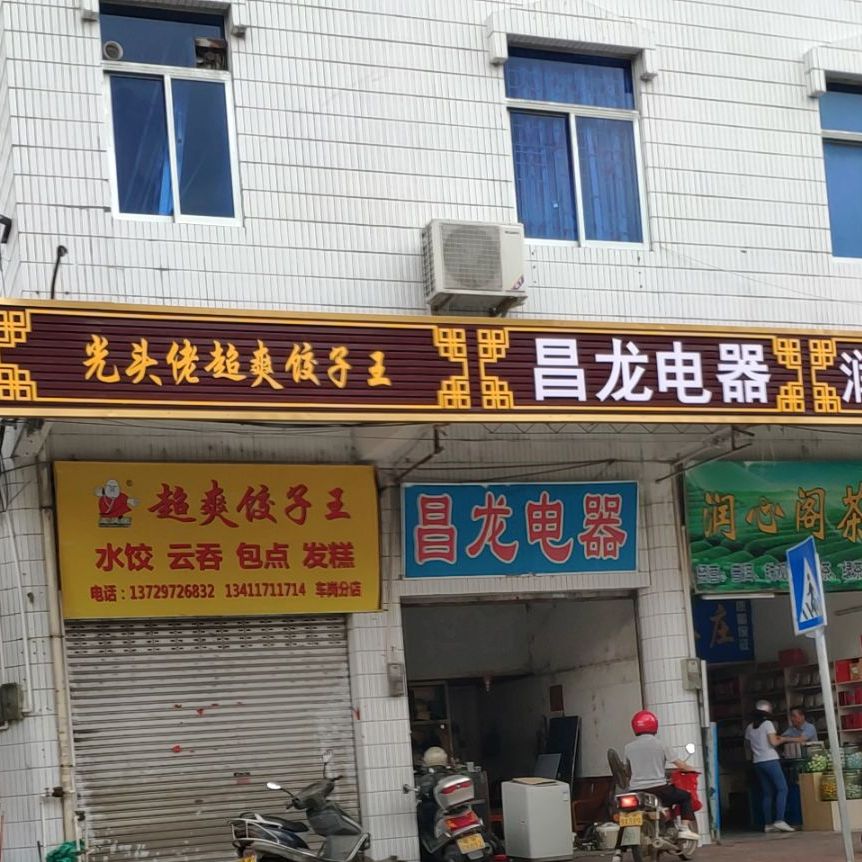 光头佬超爽饺子王
昌龙电器
润
超爽饺子王
水饺 云吞 包点 发糕
电话：13729726832 13411711714 车岗分店
昌龙电器
润心阁茶
庄